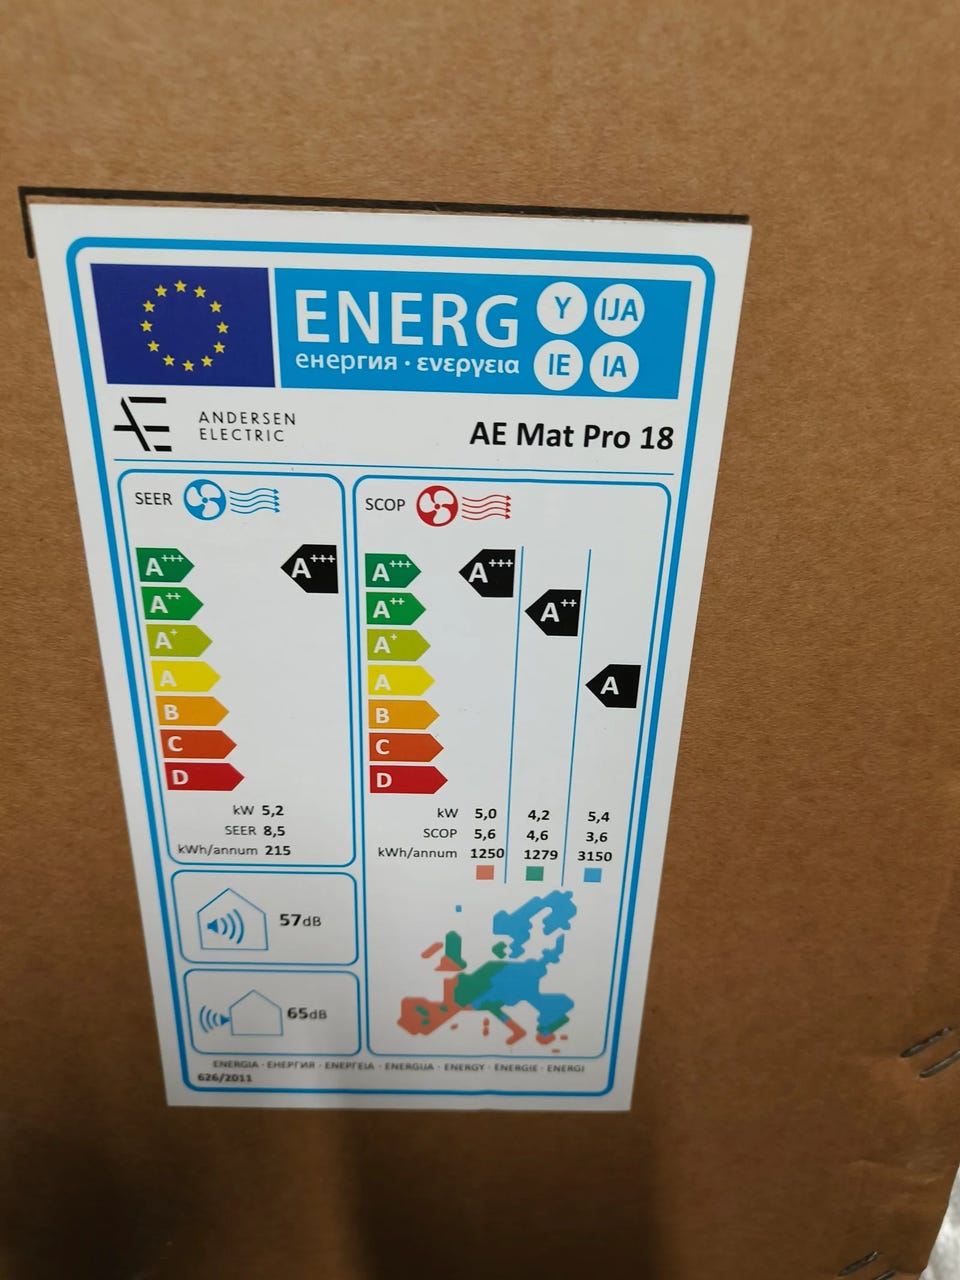 ENERG Y IJA
енергия · ενεργεια IE IA
AE ANDERSEN
ELECTRIC
AE Mat Pro 18
SEER
A+++ A+++
A++
A+
A
B
C
D
kW 5,2
SEER 8,5
kWh/annum 215
57dB
65dB
SCOP
A+++ A+++
A++ A++
A+
A A
B
C
D
kW 5,0 4,2 5,4
SCOP 5,6 4,6 3,6
kWh/annum 1250 1279 3150
ENERGIA · ЕНЕРГИЯ · ΕΝΕΡΓΕΙΑ · ENERGIJA · ENERGY · ENERGIE · ENERGI
626/2011